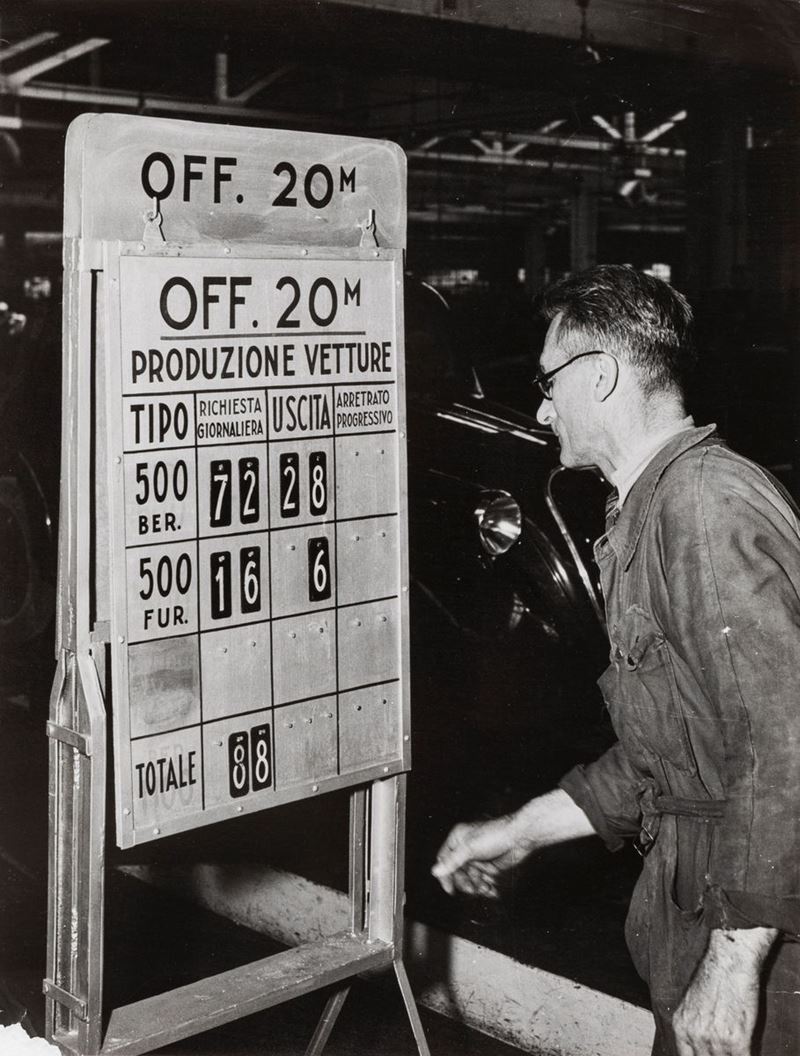 OFF. 20M
OFF. 20M
PRODUZIONE VETTURE
TIPO RICHIESTA GIORNALIERA USCITA ARRETRATO PROGRESSIVO
500 BER. 72 28
500 FUR. 16 6
TOTALE 88